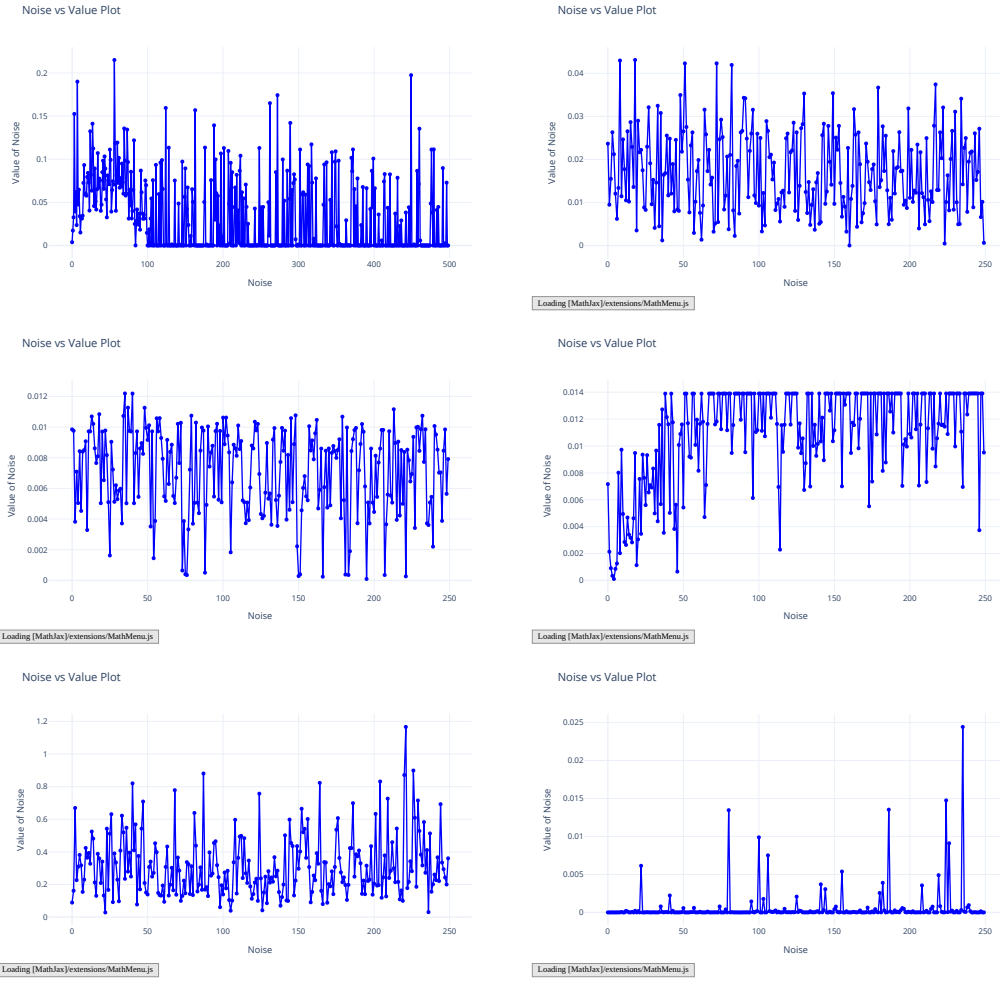 Noise vs Value Plot
Value of Noise
0.2
0.15
0.1
0.05
0
0 100 200 300 400 500
Noise
Noise vs Value Plot
Value of Noise
0.04
0.03
0.02
0.01
0
0 50 100 150 200 250
Noise
Loading [MathJax]/extensions/MathMenu.js
Noise vs Value Plot
Value of Noise
0.012
0.01
0.008
0.006
0.004
0.002
0
0 50 100 150 200 250
Noise
Loading [MathJax]/extensions/MathMenu.js
Noise vs Value Plot
Value of Noise
0.014
0.012
0.01
0.008
0.006
0.004
0.002
0
0 50 100 150 200 250
Noise
Loading [MathJax]/extensions/MathMenu.js
Noise vs Value Plot
Value of Noise
1.2
1
0.8
0.6
0.4
0.2
0
0 50 100 150 200 250
Noise
Loading [MathJax]/extensions/MathMenu.js
Noise vs Value Plot
Value of Noise
0.025
0.02
0.015
0.01
0.005
0
0 50 100 150 200 250
Noise
Loading [MathJax]/extensions/MathMenu.js